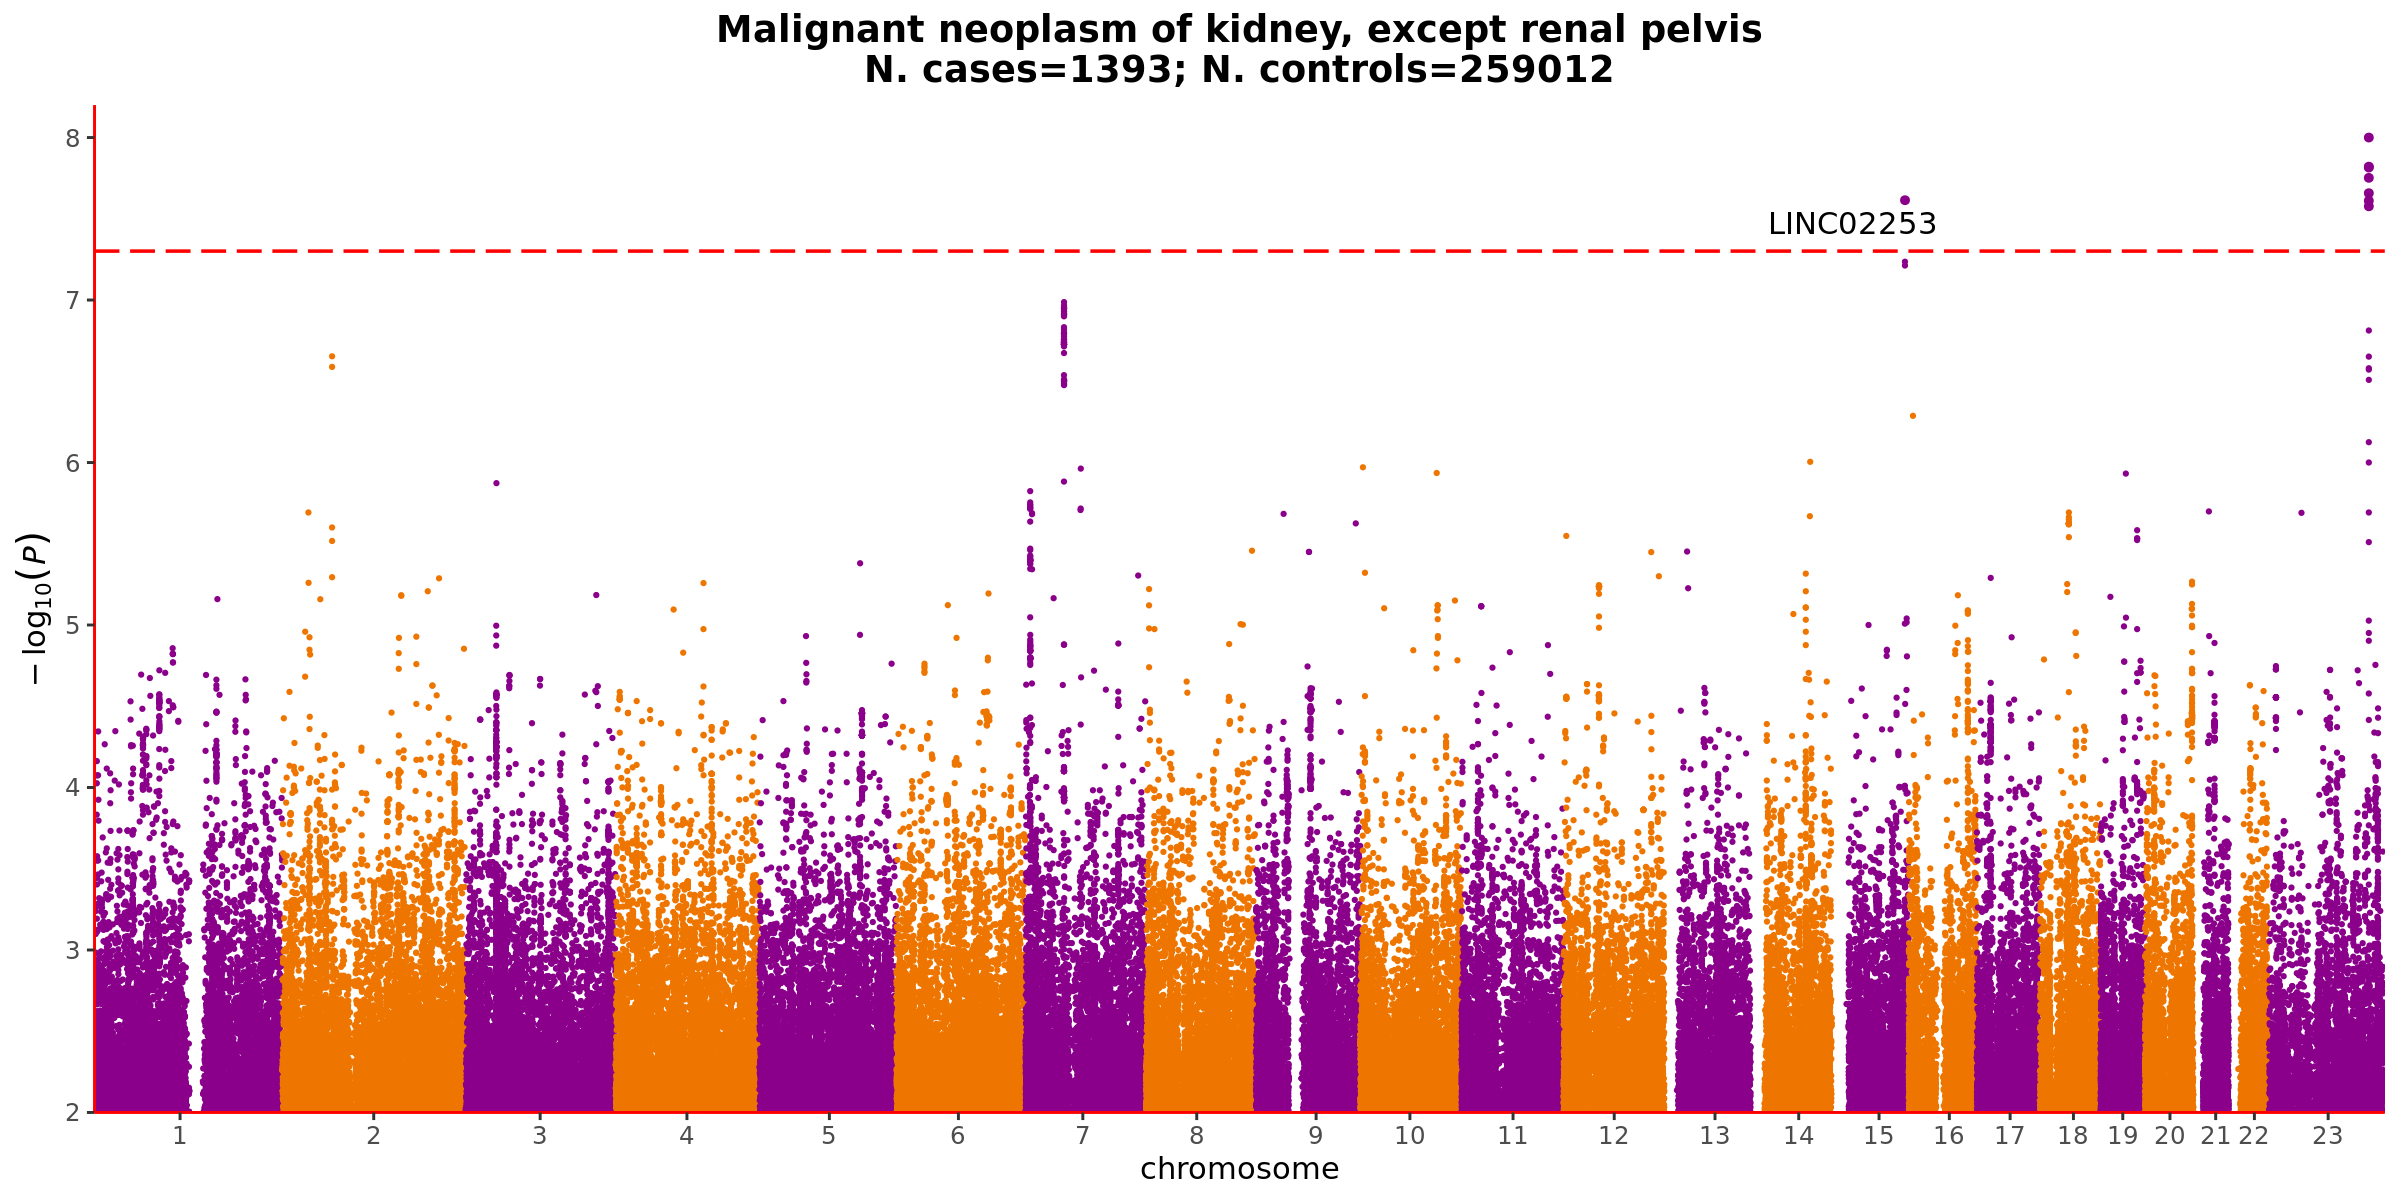 Malignant neoplasm of kidney, except renal pelvis
N. cases=1393; N. controls=259012
8
7
6
5
4
3
2
− log10(P)
LINC02253
1 2 3 4 5 6 7 8 9 10 11 12 13 14 15 16 17 18 19 20 21 22 23
chromosome